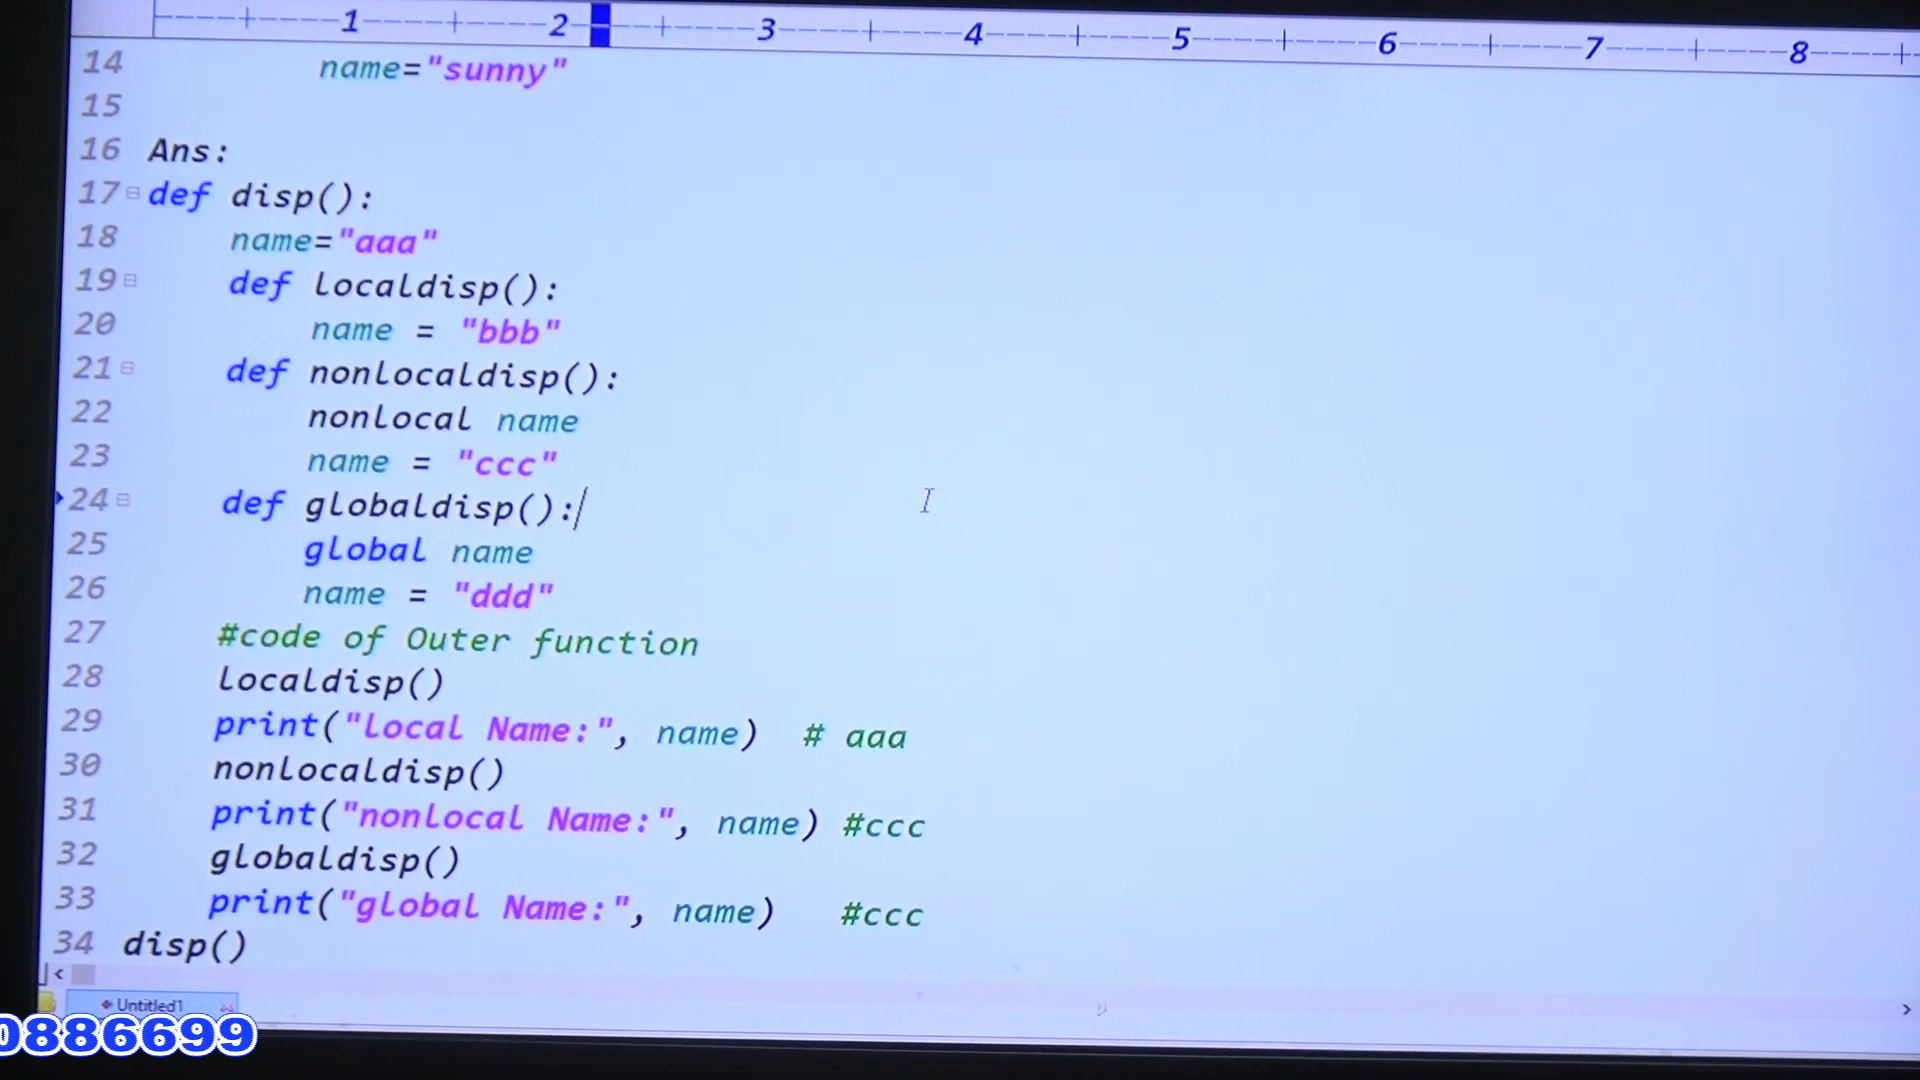 1 2 3 4 5 6 7 8
14 name="sunny"
15
16 Ans:
17 def disp():
18 name="aaa"
19 def localdisp():
20 name = "bbb"
21 def nonlocaldisp():
22 nonlocal name
23 name = "ccc"
24 def globaldisp():
25 global name
26 name = "ddd"
27 #code of Outer function
28 localdisp()
29 print("local Name:", name) # aaa
30 nonlocaldisp()
31 print("nonlocal Name:", name) #ccc
32 globaldisp()
33 print("global Name:", name) #ccc
34 disp()
Untitled1
0886699